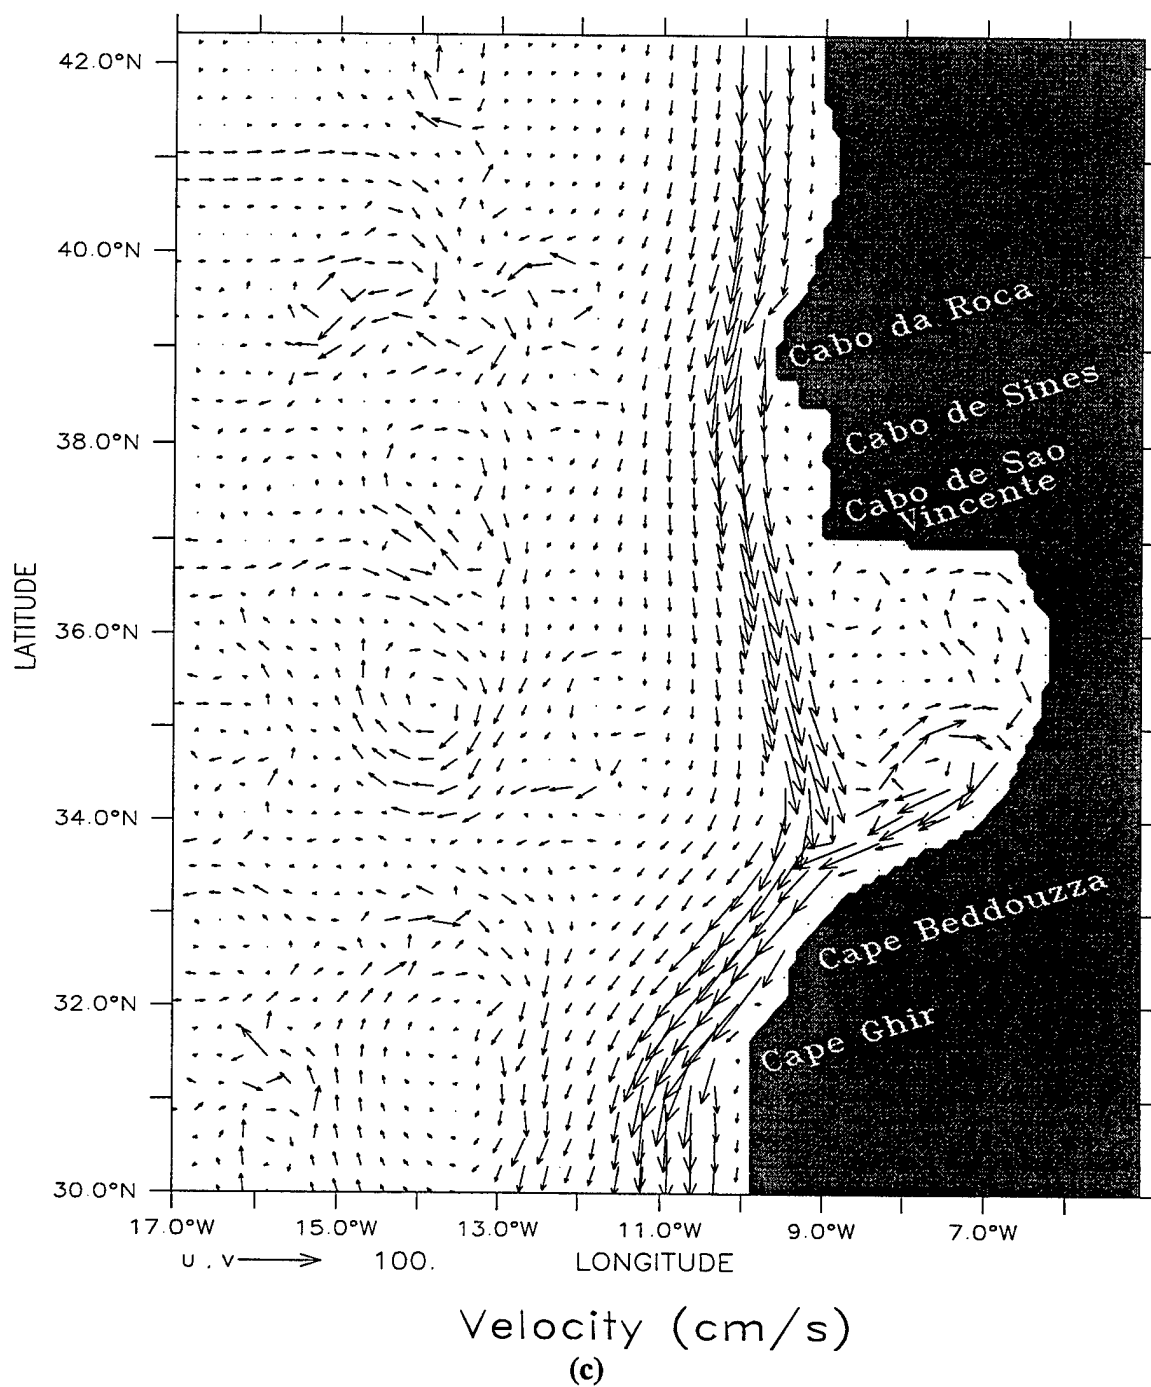 42.0°N
40.0°N
Cabo da Roca
Cabo de Sines
38.0°N
Cabo de Sao
Vincente
LATITUDE
36.0°N
34.0°N
Cape Beddouzza
32.0°N
Cape Ghir
30.0°N
17.0°W 15.0°W 13.0°W 11.0°W 9.0°W 7.0°W
u , v 100. LONGITUDE
Velocity (cm/s)
(c)